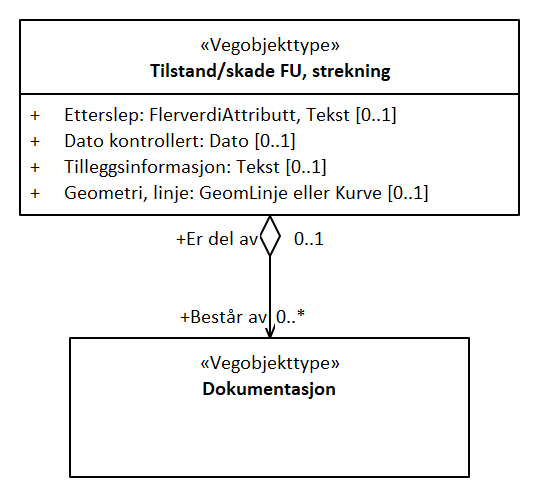 «Vegobjekttype»
Tilstand/skade FU, strekning
+ Etterslep: FlerverdiAttributt, Tekst [0..1]
+ Dato kontrollert: Dato [0..1]
+ Tilleggsinformasjon: Tekst [0..1]
+ Geometri, linje: GeomLinje eller Kurve [0..1]
+Er del av 0..1
+Består av 0..*
«Vegobjekttype»
Dokumentasjon